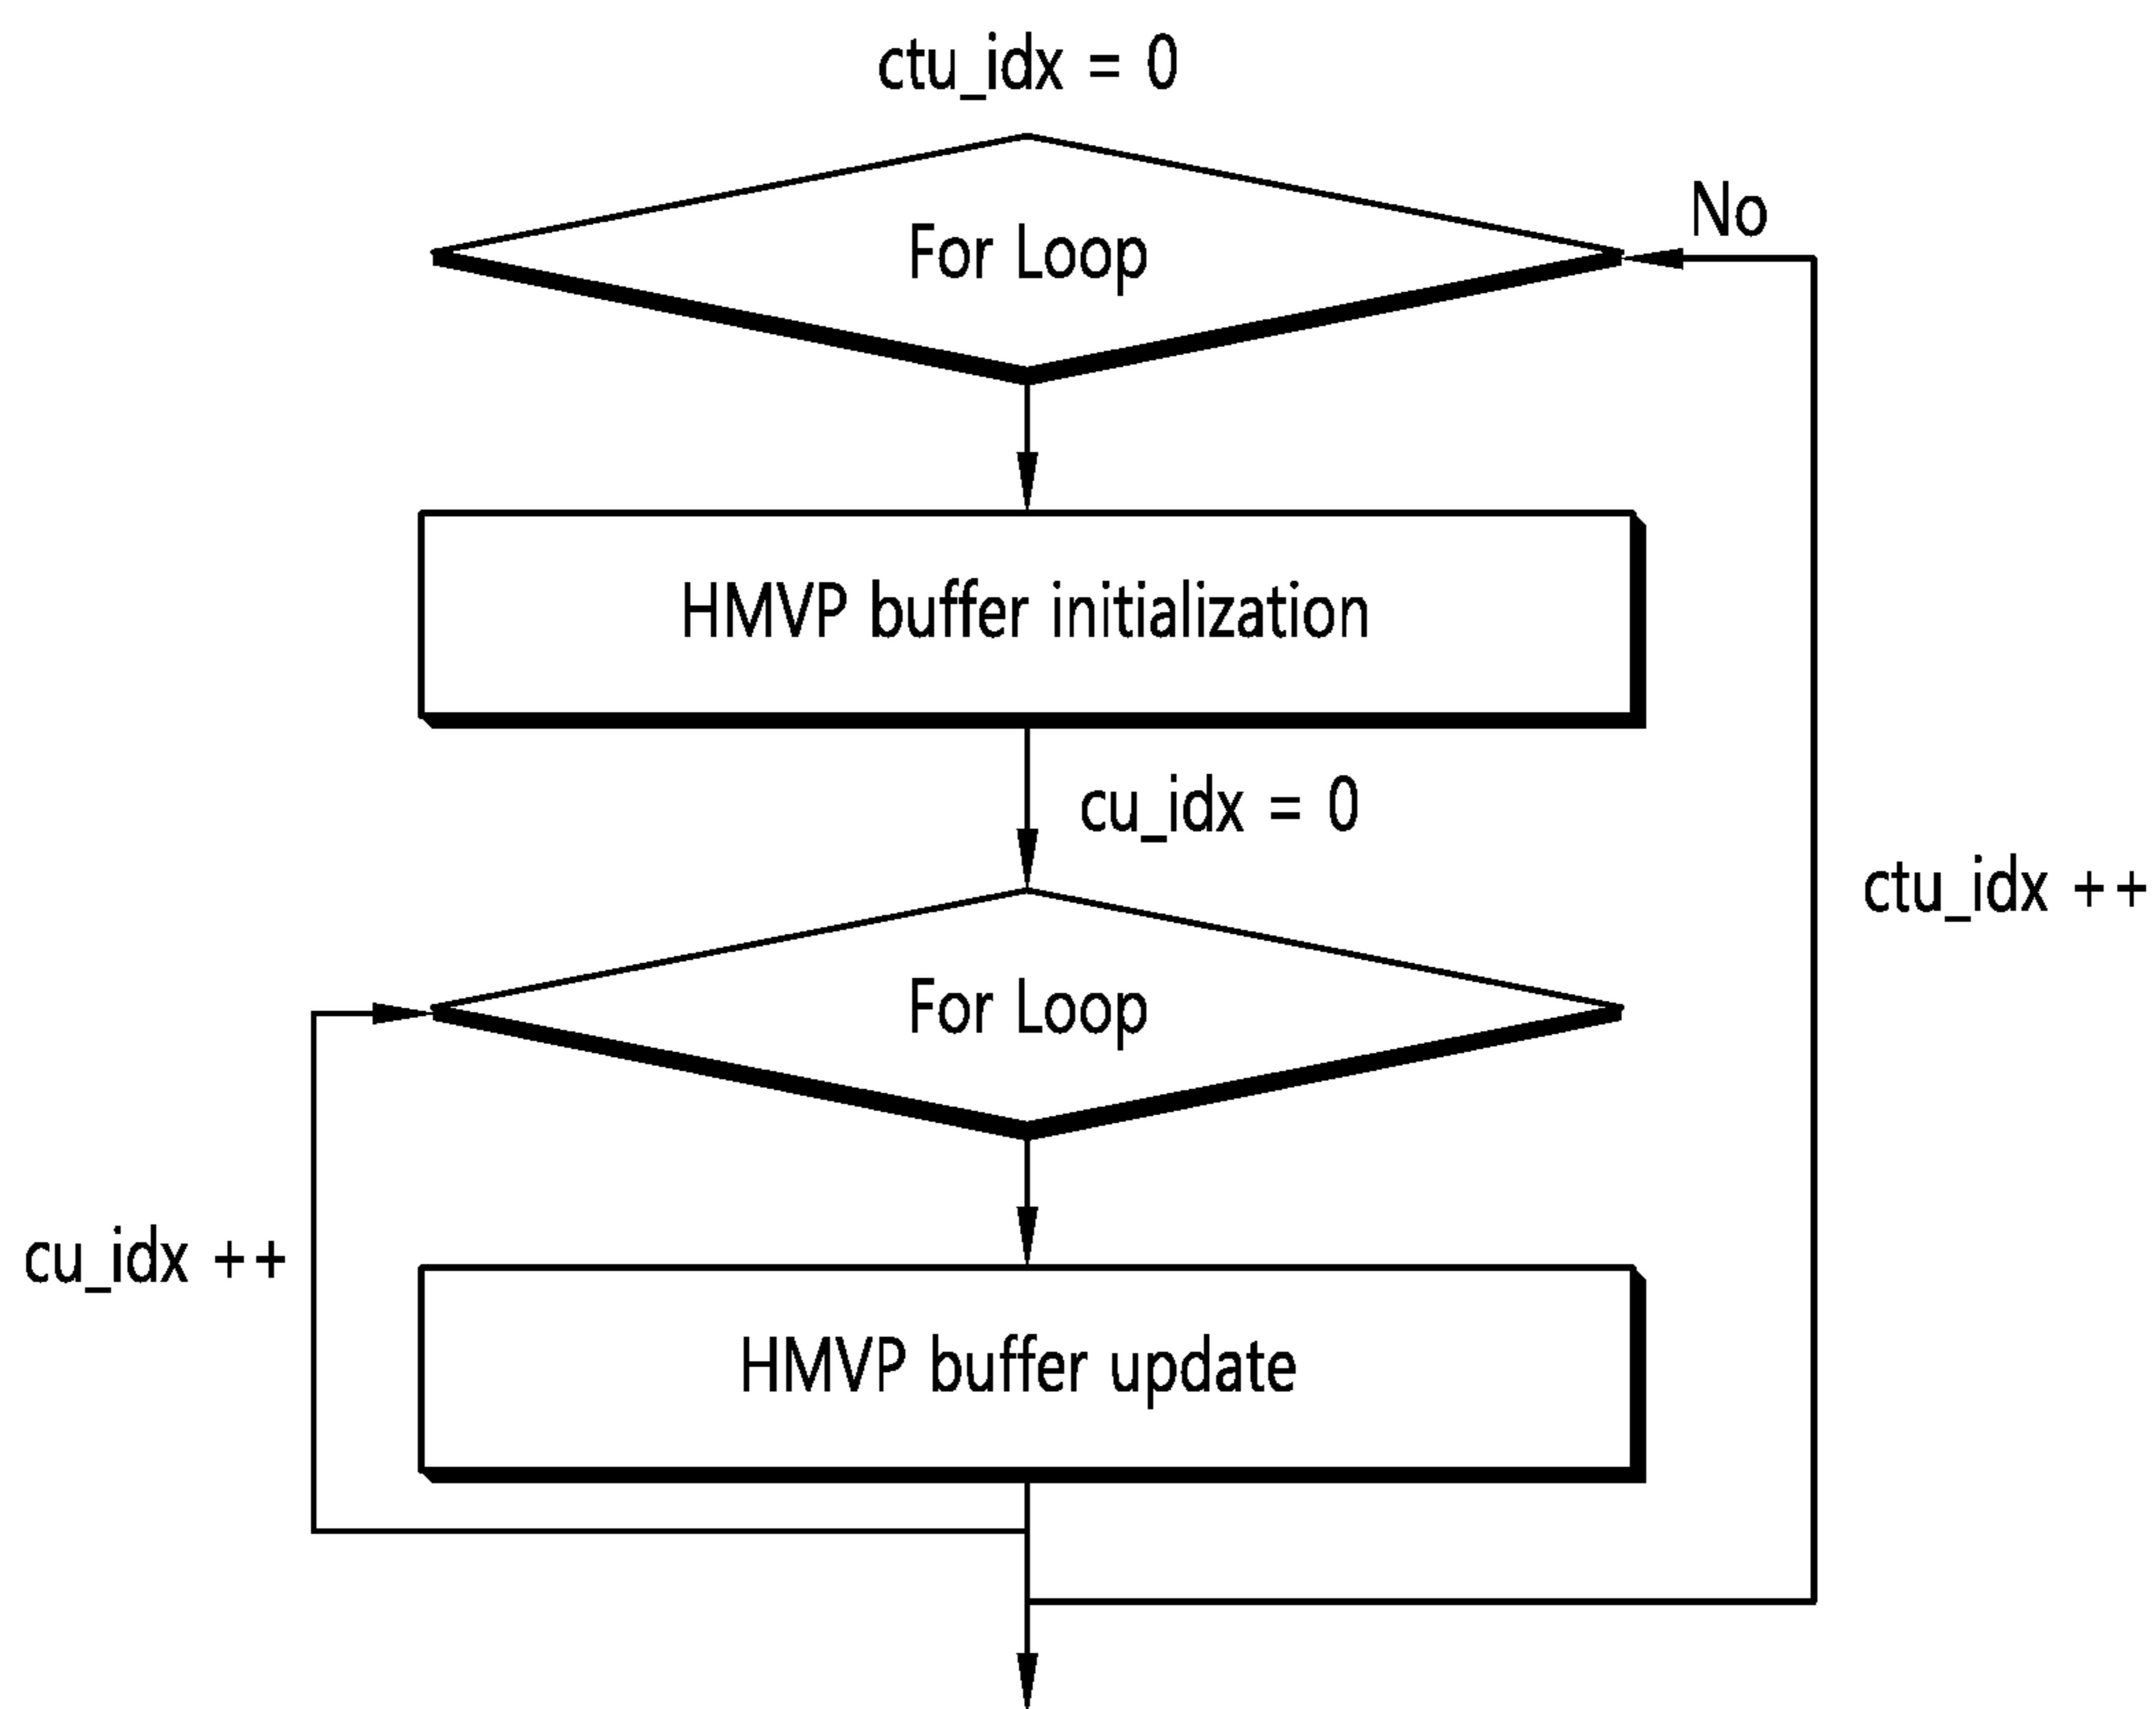 ctu_idx = 0
For Loop
No
HMVP buffer initialization
cu_idx = 0
ctu_idx ++
For Loop
cu_idx ++
HMVP buffer update